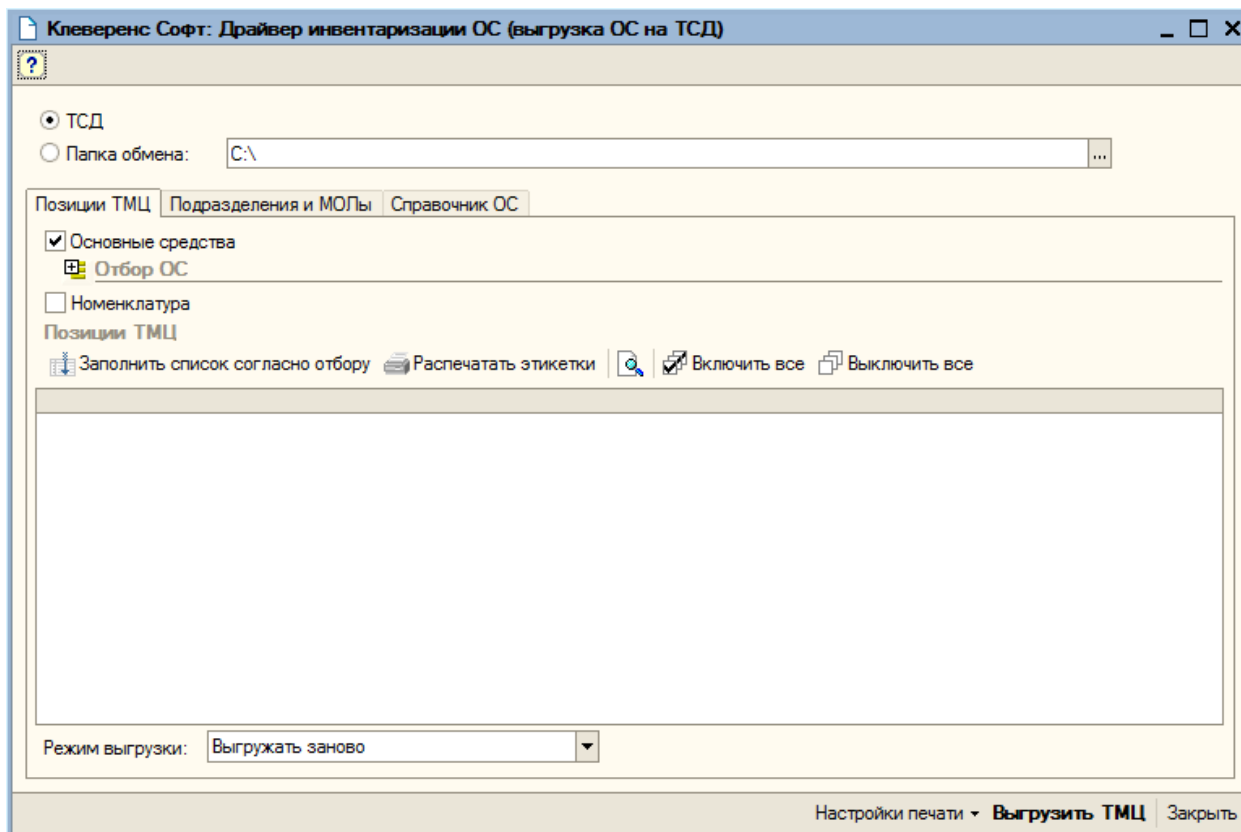 Клеверенс Софт: Драйвер инвентаризации ОС (выгрузка ОС на ТСД)
?
ТСД
Папка обмена: C:\ ...
Позиции ТМЦ Подразделения и МОЛы Справочник ОС
Основные средства
Отбор ОС
Номенклатура
Позиции ТМЦ
Заполнить список согласно отбору Распечатать этикетки Включить все Выключить все
Режим выгрузки: Выгружать заново
Настройки печати Выгрузить ТМЦ Закрыть